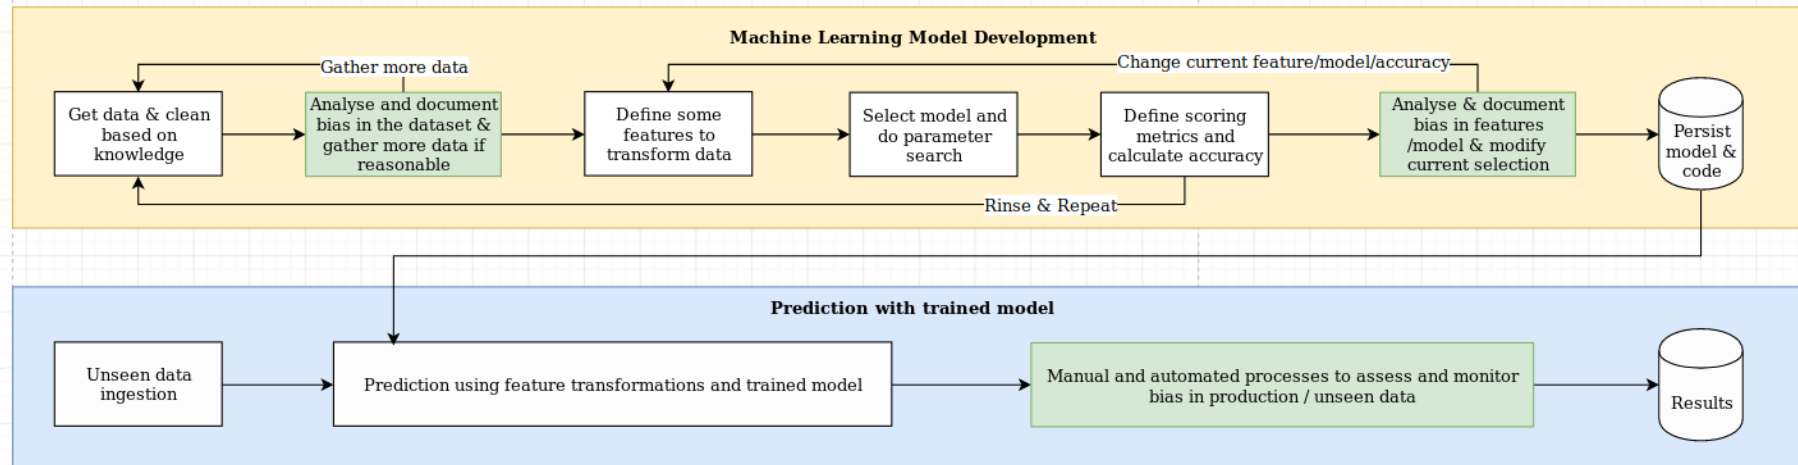 Machine Learning Model Development
Gather more data
Change current feature/model/accuracy
Get data & clean
based on
knowledge
Analyse and document
bias in the dataset &
gather more data if
reasonable
Define some
features to
transform data
Select model and
do parameter
search
Define scoring
metrics and
calculate accuracy
Analyse & document
bias in features
/model & modify
current selection
Persist
model &
code
Rinse & Repeat
Prediction with trained model
Unseen data
ingestion
Prediction using feature transformations and trained model
Manual and automated processes to assess and monitor
bias in production / unseen data
Results